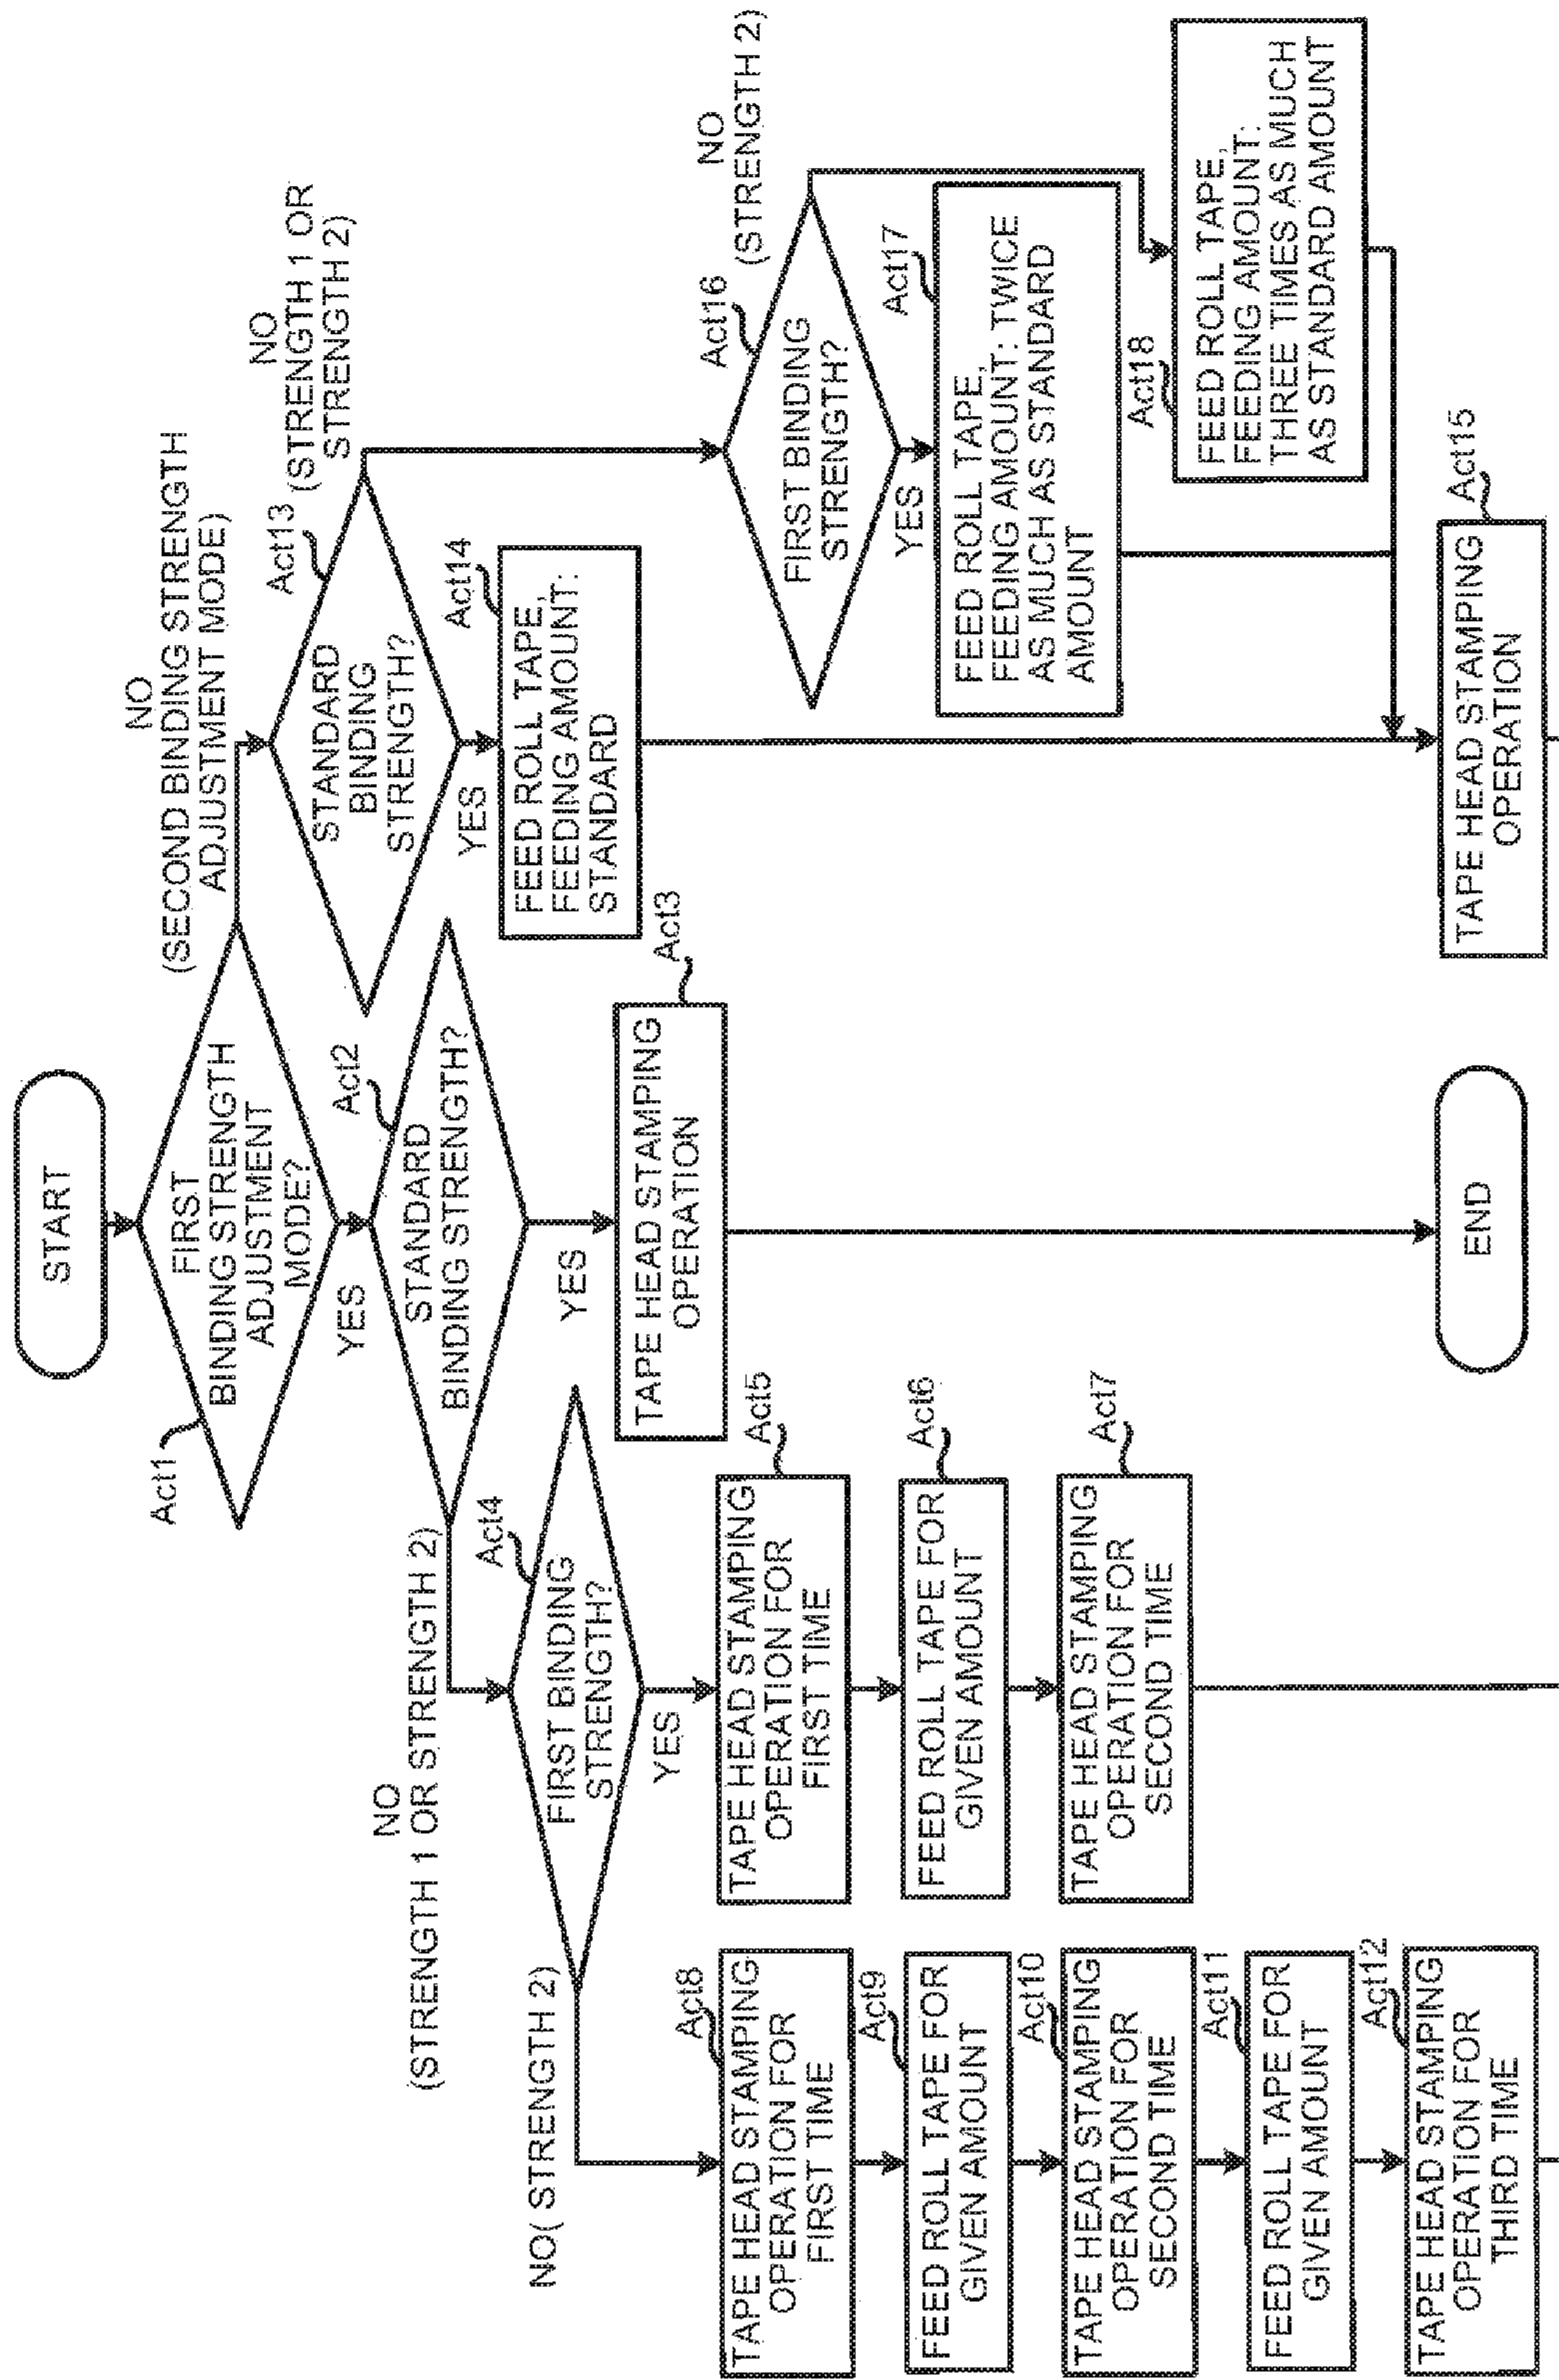 START
Act1
FIRST
BINDING STRENGTH
ADJUSTMENT
MODE?
YES
NO
(SECOND BINDING STRENGTH
ADJUSTMENT MODE)
Act2
STANDARD
BINDING STRENGTH?
YES
NO
(STRENGTH 1 OR STRENGTH 2)
Act3
TAPE HEAD STAMPING
OPERATION
Act4
FIRST BINDING
STRENGTH?
YES
NO( STRENGTH 2)
Act5
TAPE HEAD STAMPING
OPERATION FOR
FIRST TIME
Act6
FEED ROLL TAPE FOR
GIVEN AMOUNT
Act7
TAPE HEAD STAMPING
OPERATION FOR
SECOND TIME
Act8
TAPE HEAD STAMPING
OPERATION FOR
FIRST TIME
Act9
FEED ROLL TAPE FOR
GIVEN AMOUNT
Act10
TAPE HEAD STAMPING
OPERATION FOR
SECOND TIME
Act11
FEED ROLL TAPE FOR
GIVEN AMOUNT
Act12
TAPE HEAD STAMPING
OPERATION FOR
THIRD TIME
Act13
STANDARD
BINDING
STRENGTH?
YES
NO
(STRENGTH 1 OR
STRENGTH 2)
Act14
FEED ROLL TAPE,
FEEDING AMOUNT:
STANDARD
Act16
FIRST BINDING
STRENGTH?
YES
NO
(STRENGTH 2)
Act17
FEED ROLL TAPE,
FEEDING AMOUNT: TWICE
AS MUCH AS STANDARD
AMOUNT
Act18
FEED ROLL TAPE,
FEEDING AMOUNT:
THREE TIMES AS MUCH
AS STANDARD AMOUNT
Act15
TAPE HEAD STAMPING
OPERATION
END